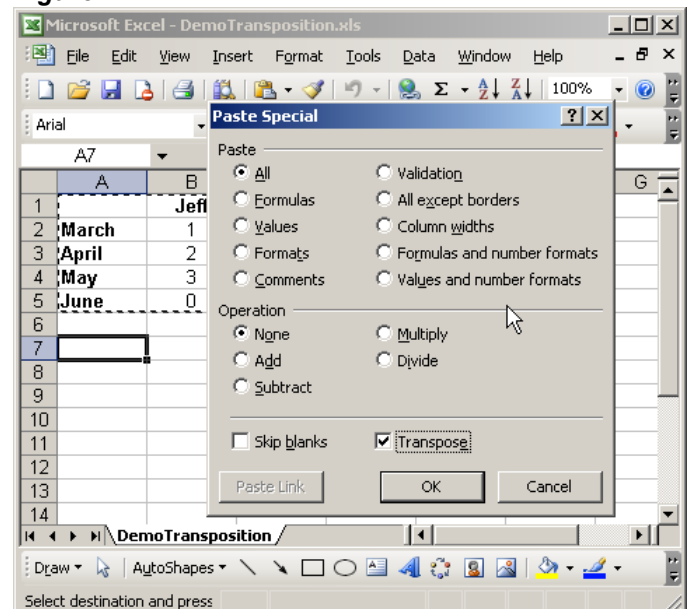 Microsoft Excel - DemoTransposition.xls
File Edit View Insert Format Tools Data Window Help
Σ 100%
Arial
A7
Paste Special
Paste
All
Formulas
Values
Formats
Comments
Validation
All except borders
Column widths
Formulas and number formats
Values and number formats
Operation
None
Add
Subtract
Multiply
Divide
Skip blanks
Transpose
Paste Link
OK
Cancel
A B G
1 Jeff
2 March 1
3 April 2
4 May 3
5 June 0
6
7
8
9
10
11
12
13
14
DemoTransposition
Draw AutoShapes
Select destination and press